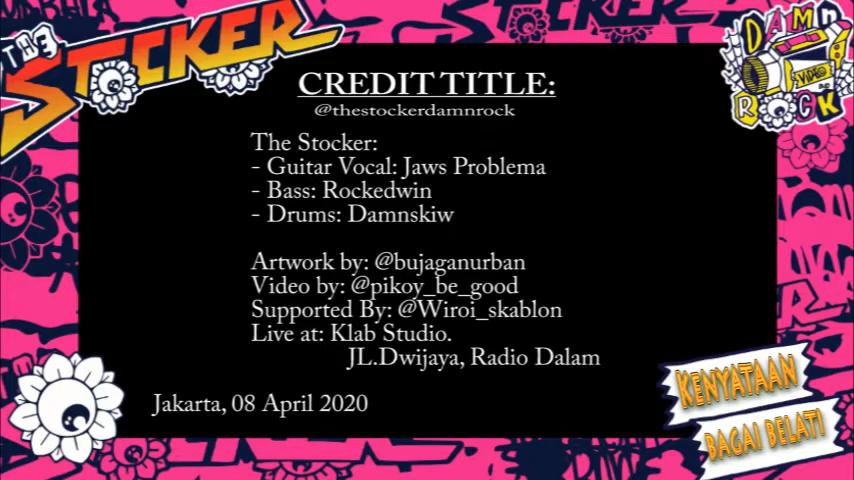 THE
STOCKER
STOCKER
DAMN
VIDEO
ROCK
CREDIT TITLE:
@thestockerdamnrock
The Stocker:
- Guitar Vocal: Jaws Problema
- Bass: Rockedwin
- Drums: Damnskiw
Artwork by: @bujaganurban
Video by: @pikoy_be_good
Supported By: @Wiroi_skablon
Live at: Klab Studio.
JL.Dwijaya, Radio Dalam
Jakarta, 08 April 2020
KENYATAAN
BAGAI BELATI